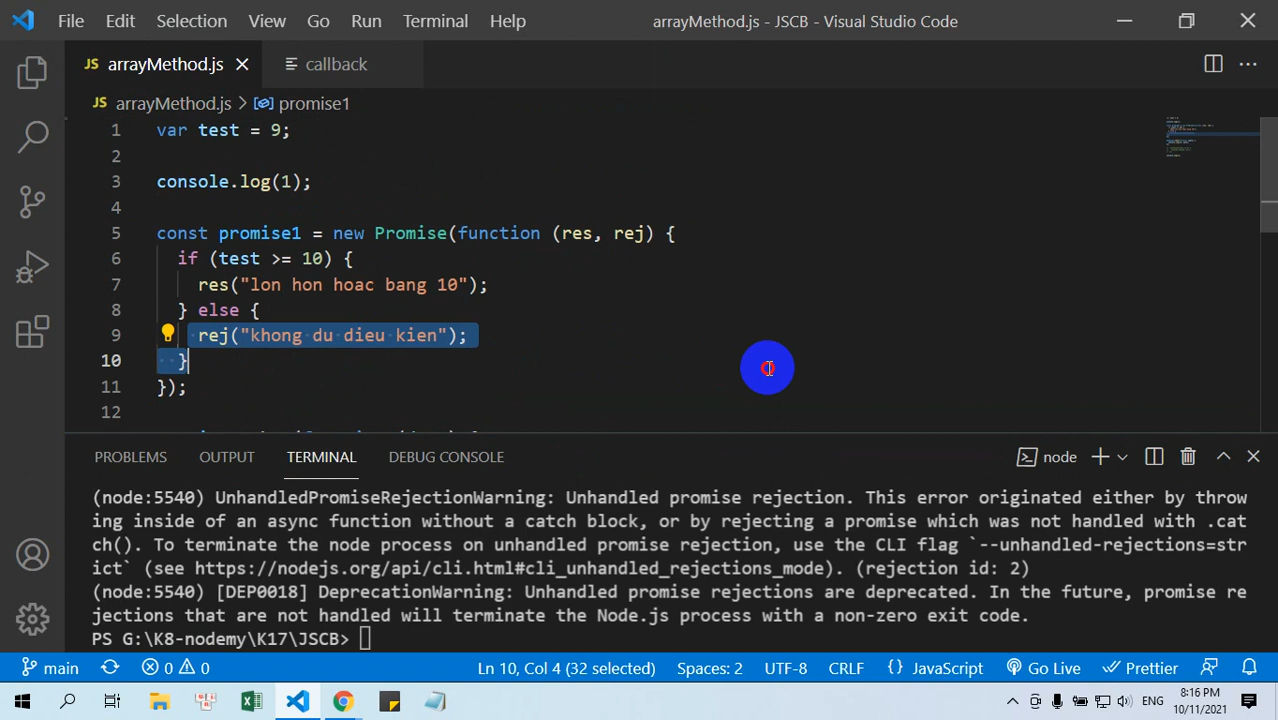 File Edit Selection View Go Run Terminal Help arrayMethod.js - JSCB - Visual Studio Code
JS arrayMethod.js callback
JS arrayMethod.js > promise1
1 var test = 9;
2
3 console.log(1);
4
5 const promise1 = new Promise(function (res, rej) {
6 if (test >= 10) {
7 res("lon hon hoac bang 10");
8 } else {
9 rej("khong du dieu kien");
10 }
11 });
12
PROBLEMS OUTPUT TERMINAL DEBUG CONSOLE node
(node:5540) UnhandledPromiseRejectionWarning: Unhandled promise rejection. This error originated either by throw
ing inside of an async function without a catch block, or by rejecting a promise which was not handled with .cat
ch(). To terminate the node process on unhandled promise rejection, use the CLI flag `--unhandled-rejections=str
ict` (see https://nodejs.org/api/cli.html#cli_unhandled_rejections_mode). (rejection id: 2)
(node:5540) [DEP0018] DeprecationWarning: Unhandled promise rejections are deprecated. In the future, promise re
jections that are not handled will terminate the Node.js process with a non-zero exit code.
PS G:\K8-nodemy\K17\JSCB>
main 0 0 Ln 10, Col 4 (32 selected) Spaces: 2 UTF-8 CRLF {} JavaScript Go Live Prettier
ENG 8:16 PM
10/11/2021